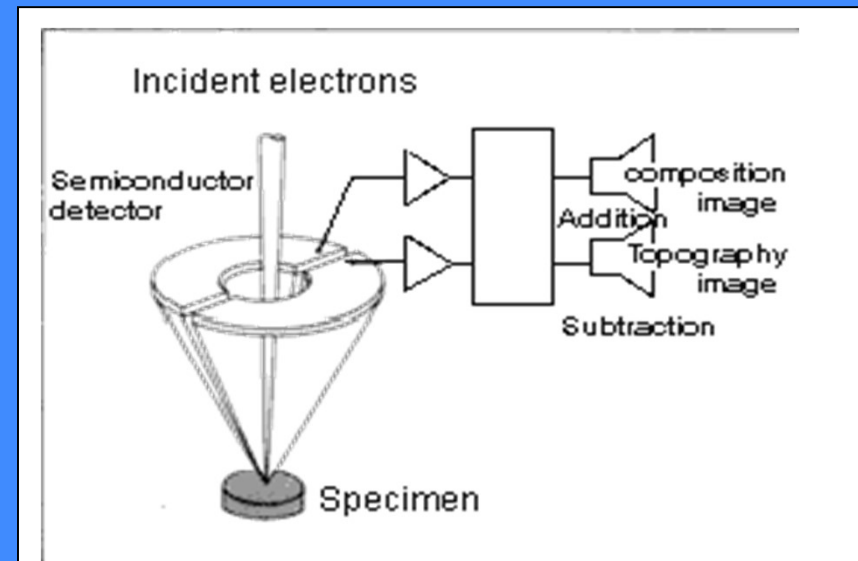 Incident electrons
Semiconductor
detector
composition
image
Addition
Topography
image
Subtraction
Specimen